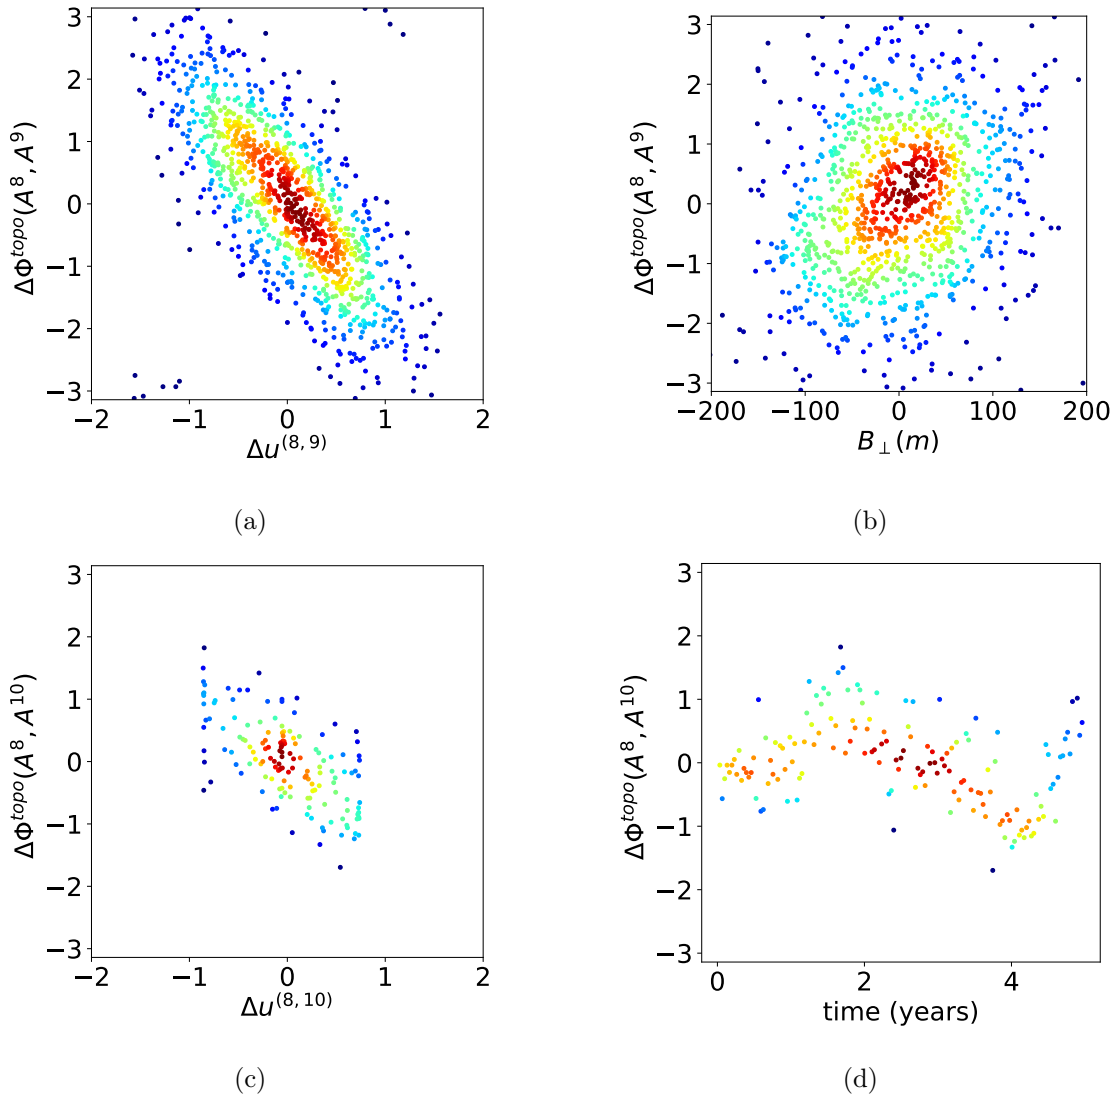 3
2
1
0
−1
−2
−3
ΔΦ^{topo}(A^8, A^9)
−2 −1 0 1 2
Δu^{(8, 9)}
(a)
3
2
1
0
−1
−2
−3
ΔΦ^{topo}(A^8, A^9)
−200 −100 0 100 200
B_⊥(m)
(b)
3
2
1
0
−1
−2
−3
ΔΦ^{topo}(A^8, A^{10})
−2 −1 0 1 2
Δu^{(8, 10)}
(c)
3
2
1
0
−1
−2
−3
ΔΦ^{topo}(A^8, A^{10})
0 2 4
time (years)
(d)